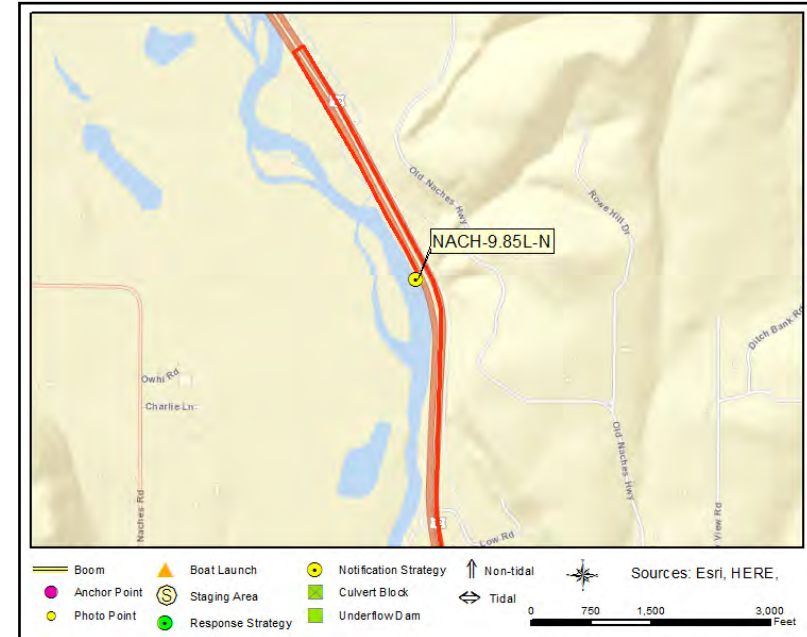 Old Naches Hwy
Rowe Hill Dr
NACH-9.85L-N
Ditch Bank Rd
Owhi Rd
Charlie Ln
Old Naches Hwy
Naches Rd
Low Rd
View Rd
Boom
Boat Launch
Notification Strategy
Non-tidal
Sources: Esri, HERE,
Anchor Point
Staging Area
Culvert Block
Tidal
Photo Point
Response Strategy
Underflow Dam
S
0 750 1,500 3,000
Feet